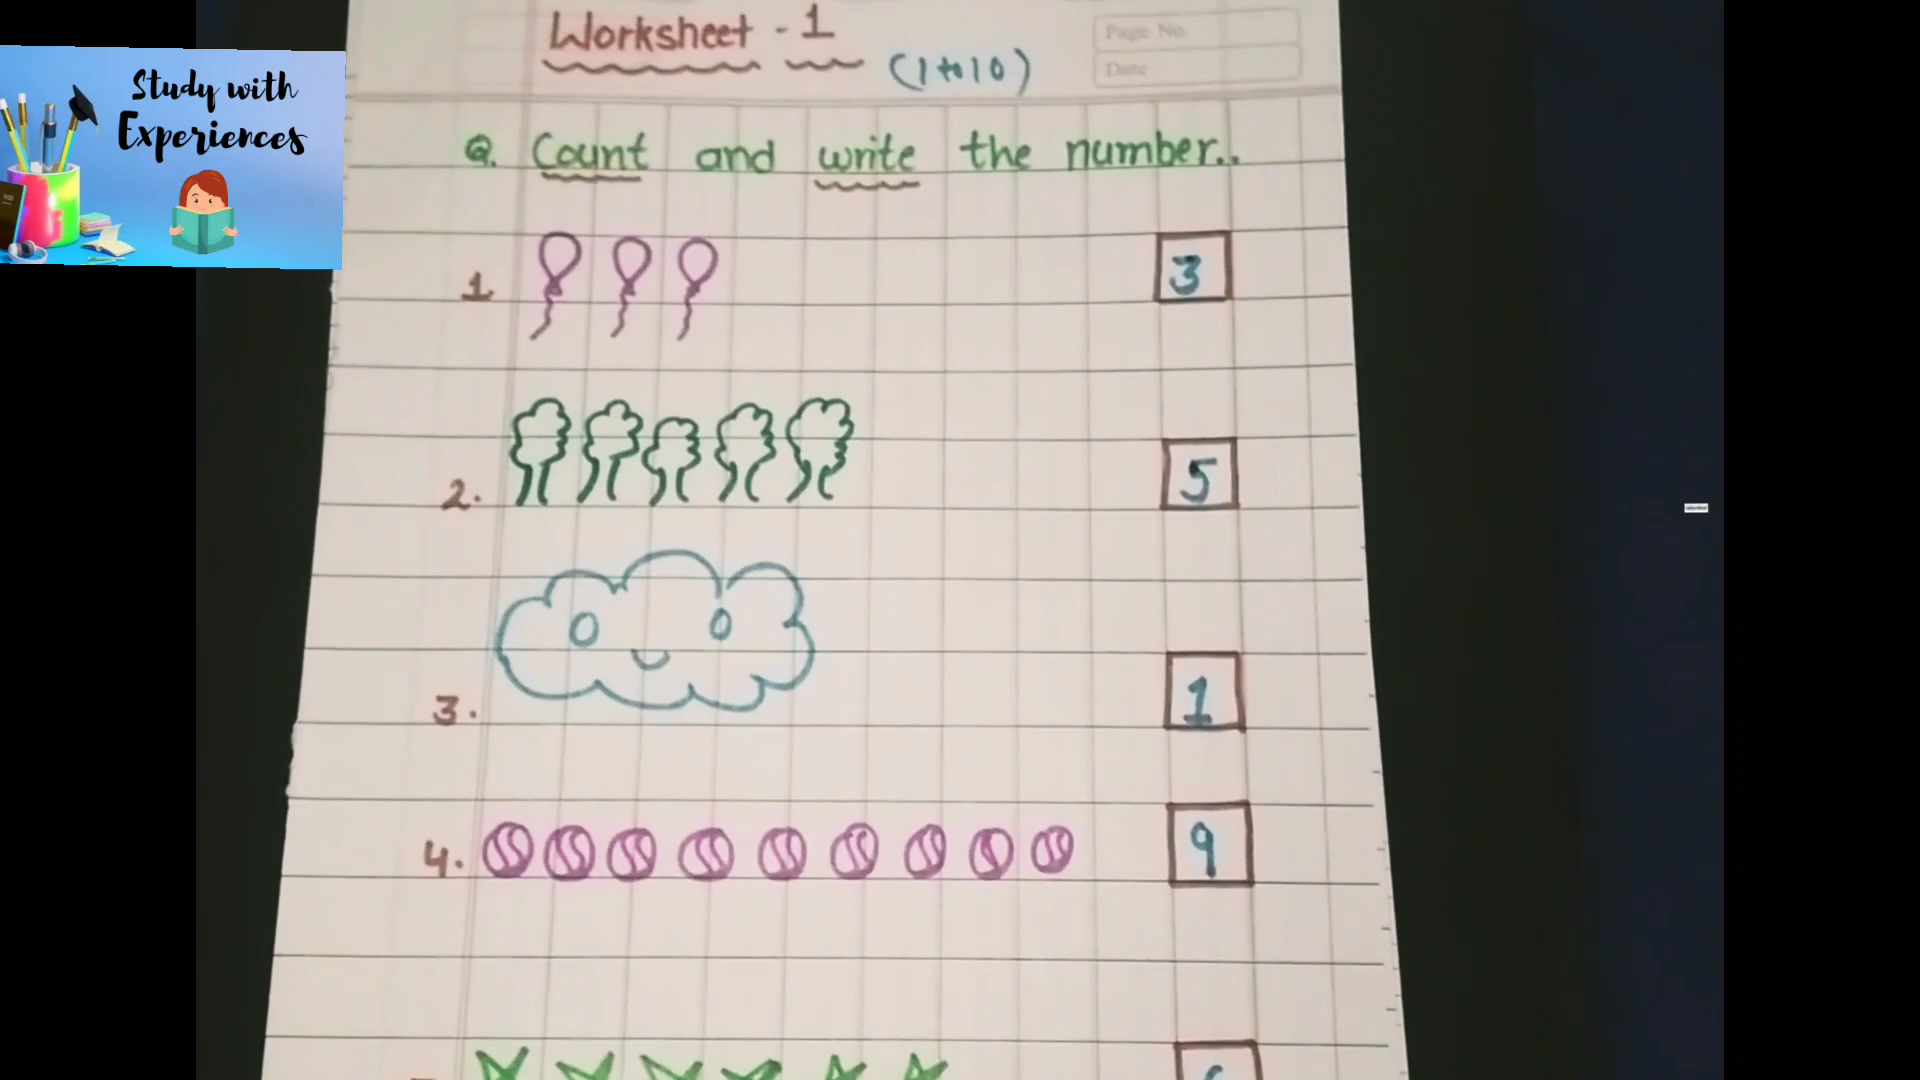 Worksheet - 1
(1 to 10)
Page No.
Date
Study with
Experiences
Q. Count and write the number..
1.
3
2.
5
3.
1
4.
9